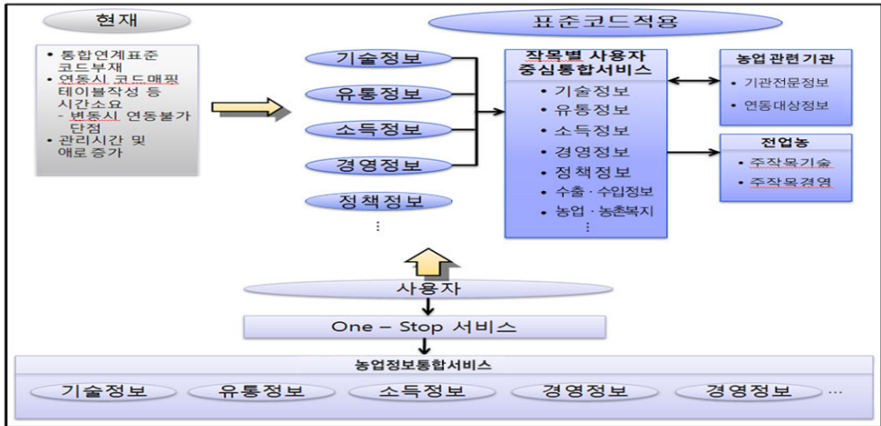 현재
• 통합연계표준
코드부재
• 연동시 코드매핑
테이블작성 등
시간소요
- 변동시 연동불가
단점
• 관리시간 및
애로증가
표준코드적용
기술정보
유통정보
소득정보
경영정보
정책정보
⋮
작목별 사용자
중심통합서비스
• 기술정보
• 유통정보
• 소득정보
• 경영정보
• 정책정보
• 수출 · 수입정보
• 농업 · 농촌복지
⋮
농업 관련 기관
• 기관전문정보
• 연동대상정보
전업농
• 주작목기술
• 주작목경영
사용자
One – Stop 서비스
농업정보통합서비스
기술정보 유통정보 소득정보 경영정보 경영정보 …